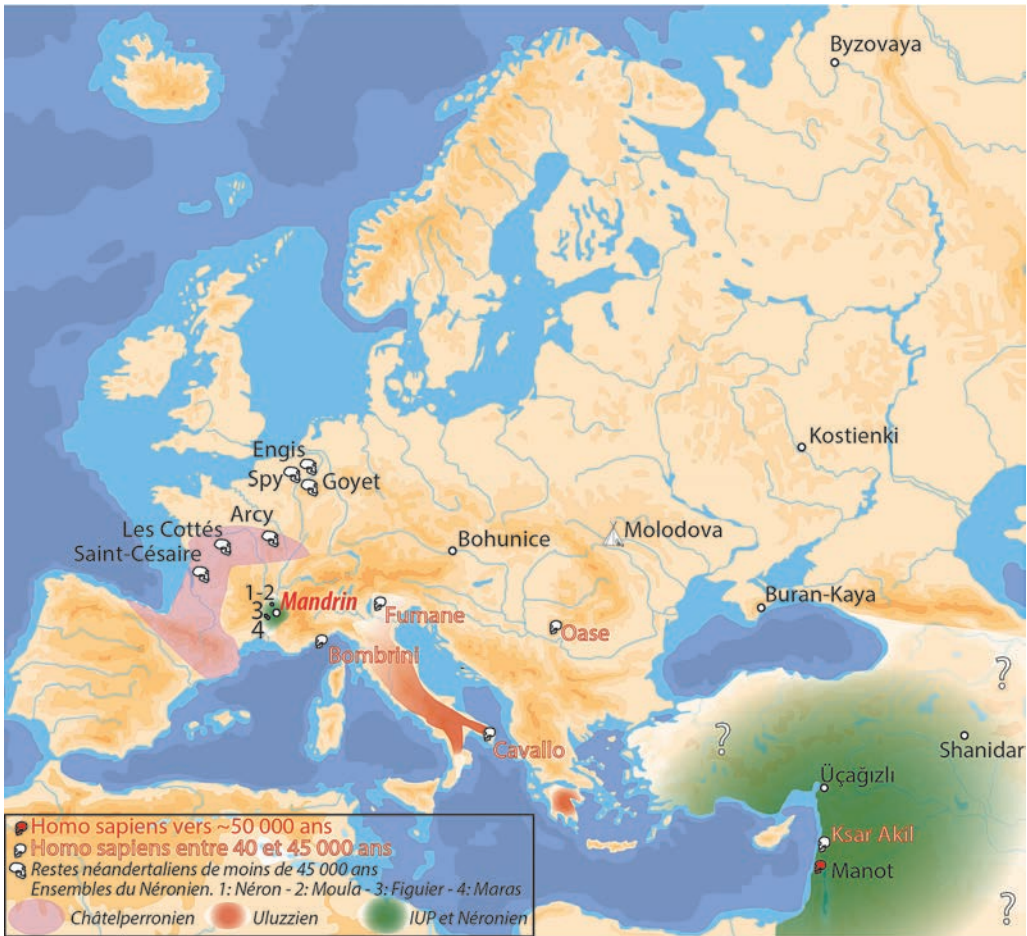 Byzovaya
Kostienki
Engis
Spy
Goyet
Arcy
Les Cottés
Saint-Césaire
Bohunice
Molodova
1-2
3
4
Mandrin
Fumane
Buran-Kaya
Oase
Bombrini
?
?
Shanidar
Cavallo
Üçağızlı
Ksar Akil
Manot
?
Homo sapiens vers ~50 000 ans
Homo sapiens entre 40 et 45 000 ans
Restes néandertaliens de moins de 45 000 ans
Ensembles du Néronien. 1: Néron - 2: Moula - 3: Figuier - 4: Maras
Châtelperronien Uluzzien IUP et Néronien